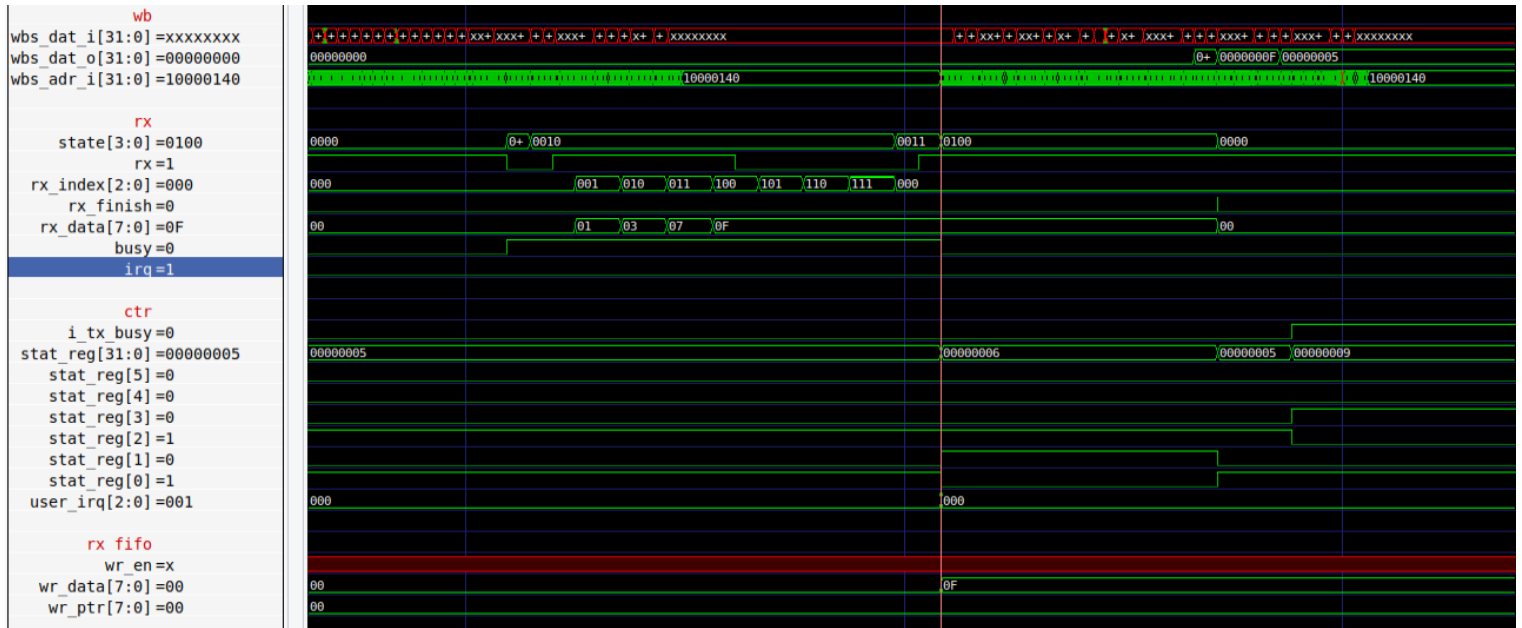 wb
wbs_dat_i[31:0]=xxxxxxxx + + + + + + + + + + + + + xx+ xxx+ + + xxx+ + + + x+ + xxxxxxxx + + xx+ + xx+ + x+ + + x+ xxx+ + + + xxx+ + + + xxx+ + + xxxxxxxx
wbs_dat_o[31:0]=00000000 00000000 0+ 0000000F 00000005
wbs_adr_i[31:0]=10000140 10000140 10000140
rx
state[3:0]=0100 0000 0+ 0010 0011 0100 0000
rx=1
rx_index[2:0]=000 000 001 010 011 100 101 110 111 000
rx_finish=0
rx_data[7:0]=0F 00 01 03 07 0F 00
busy=0
irq=1
ctr
i_tx_busy=0
stat_reg[31:0]=00000005 00000005 00000006 00000005 00000009
stat_reg[5]=0
stat_reg[4]=0
stat_reg[3]=0
stat_reg[2]=1
stat_reg[1]=0
stat_reg[0]=1
user_irq[2:0]=001 000 000
rx fifo
wr_en=x
wr_data[7:0]=00 00 0F
wr_ptr[7:0]=00 00